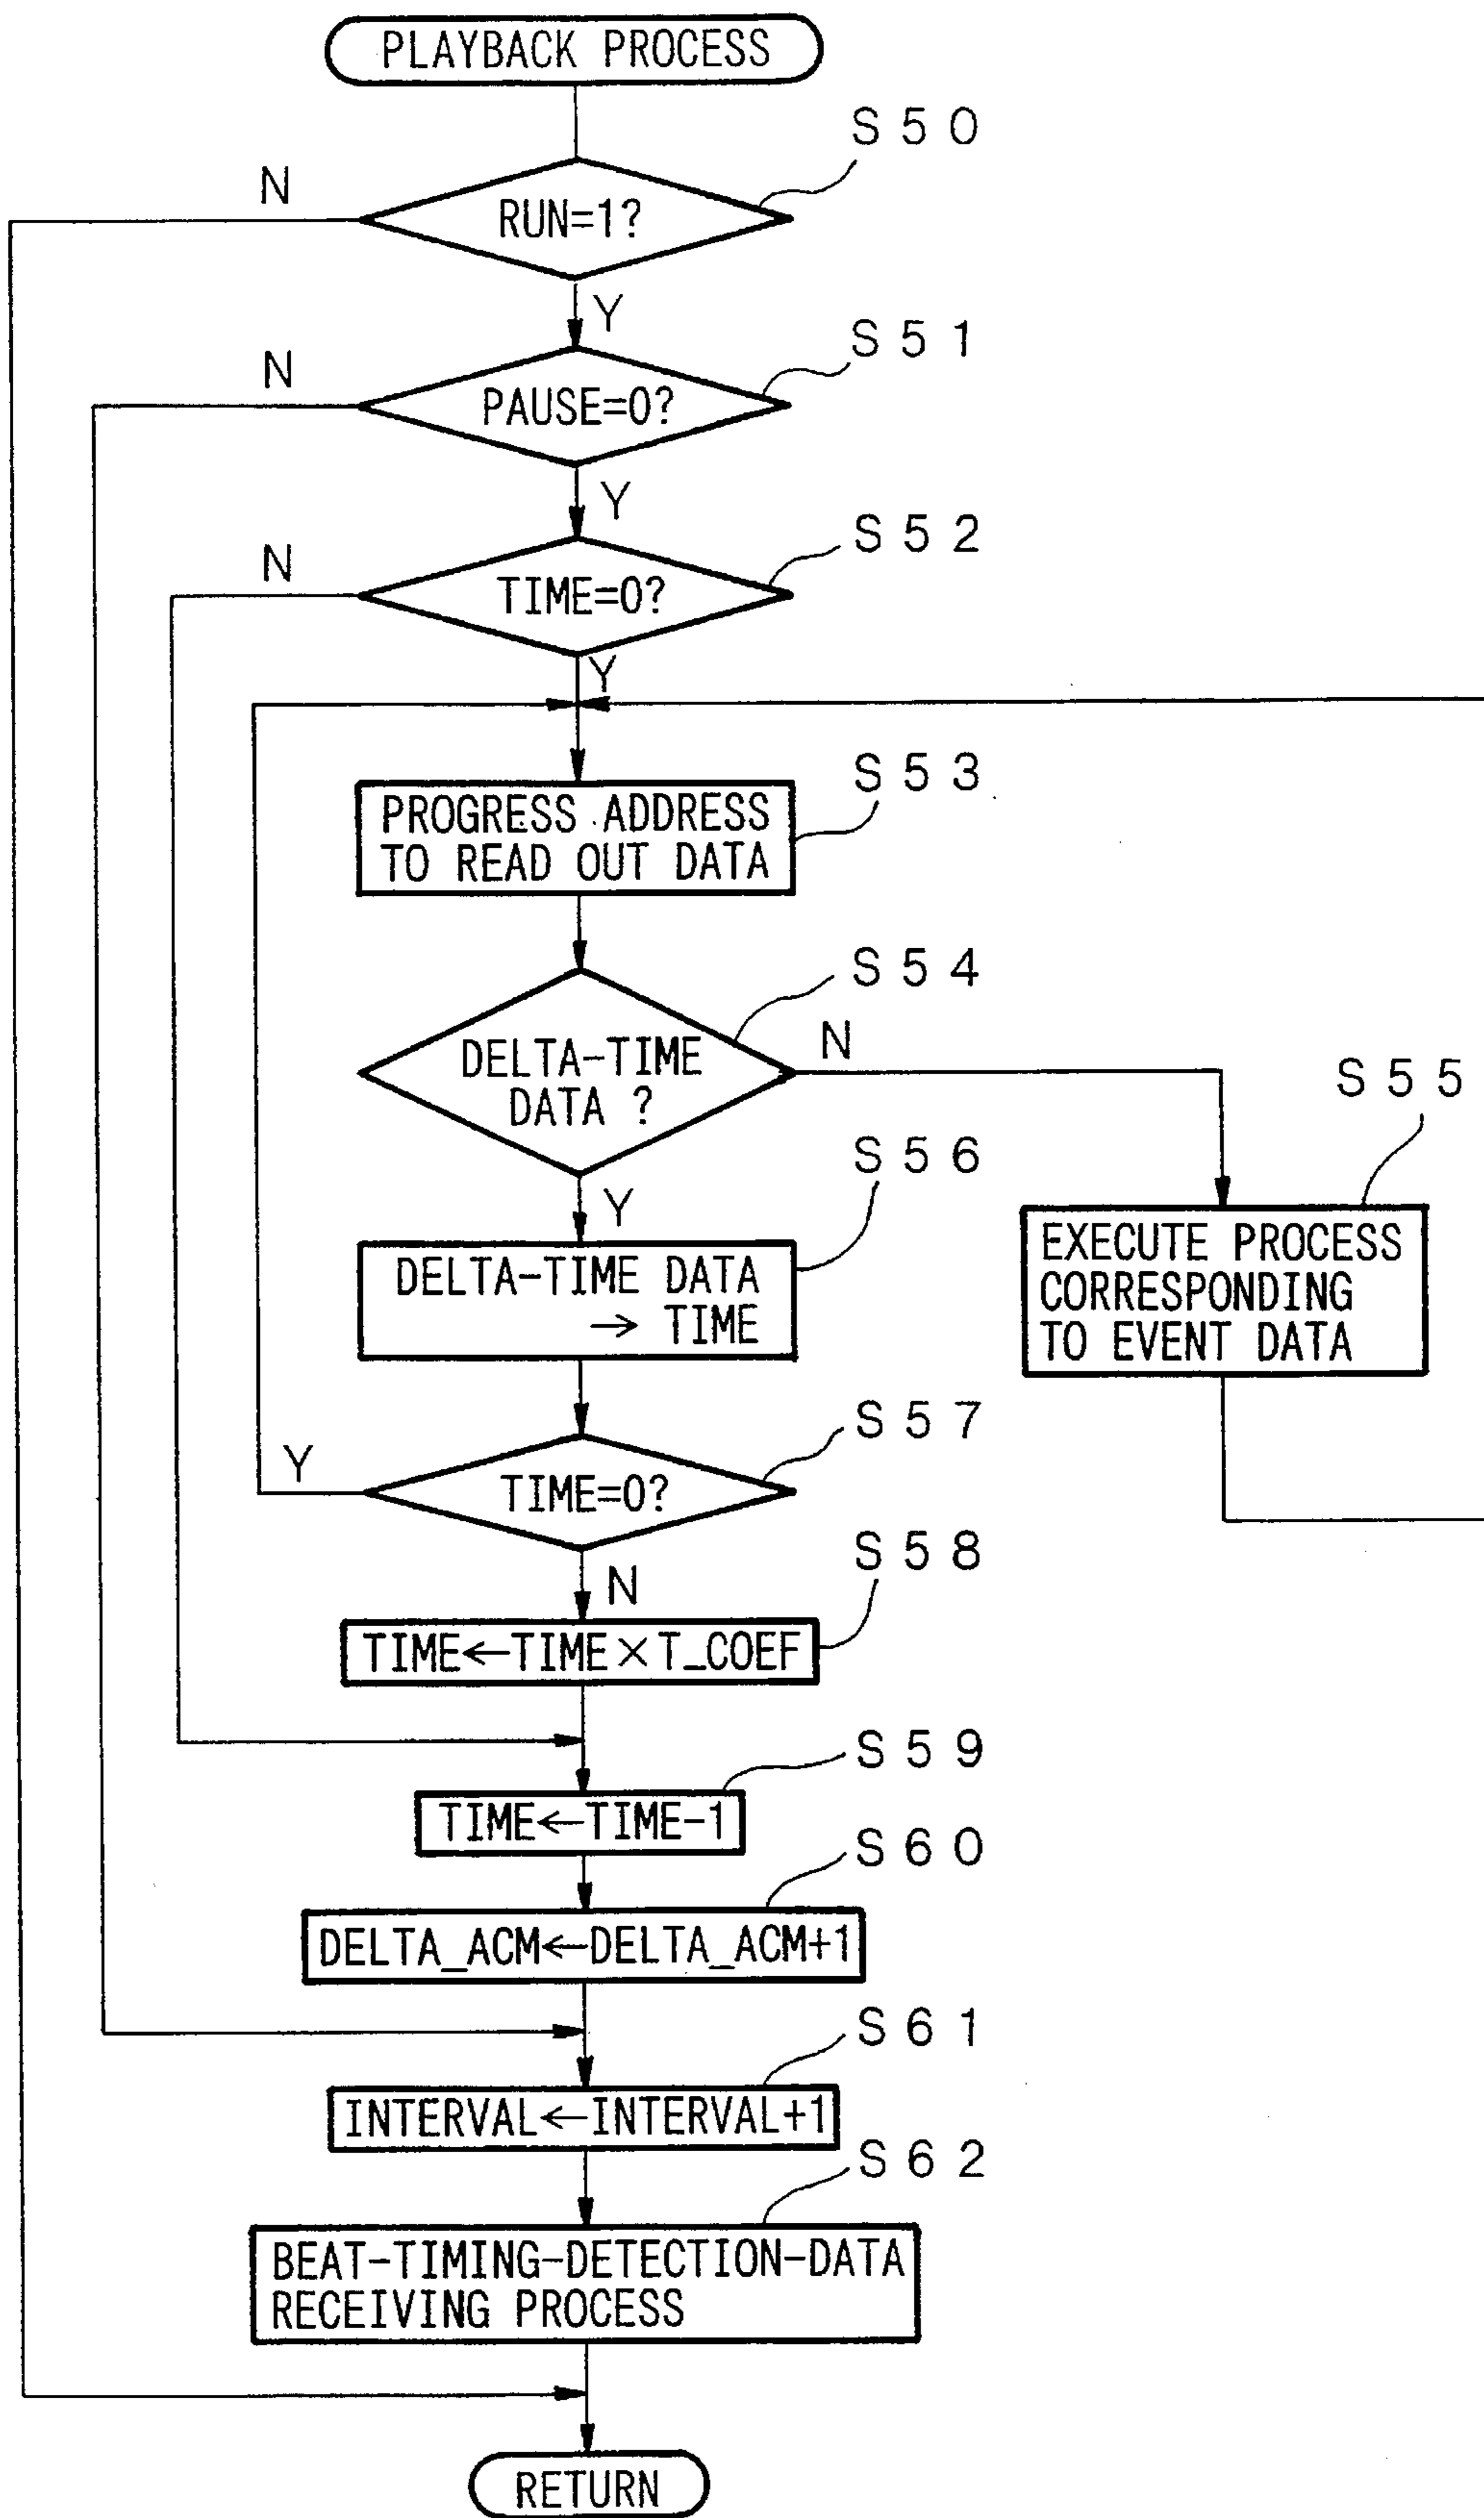 PLAYBACK PROCESS
S50
N
RUN=1?
Y
S51
N
PAUSE=0?
Y
S52
N
TIME=0?
Y
S53
PROGRESS ADDRESS
TO READ OUT DATA
S54
N
DELTA-TIME
DATA ?
S55
S56
Y
EXECUTE PROCESS
CORRESPONDING
TO EVENT DATA
DELTA-TIME DATA
→ TIME
S57
Y
TIME=0?
S58
N
TIME←TIME×T_COEF
S59
TIME←TIME-1
S60
DELTA_ACM←DELTA_ACM+1
S61
INTERVAL←INTERVAL+1
S62
BEAT-TIMING-DETECTION-DATA
RECEIVING PROCESS
RETURN